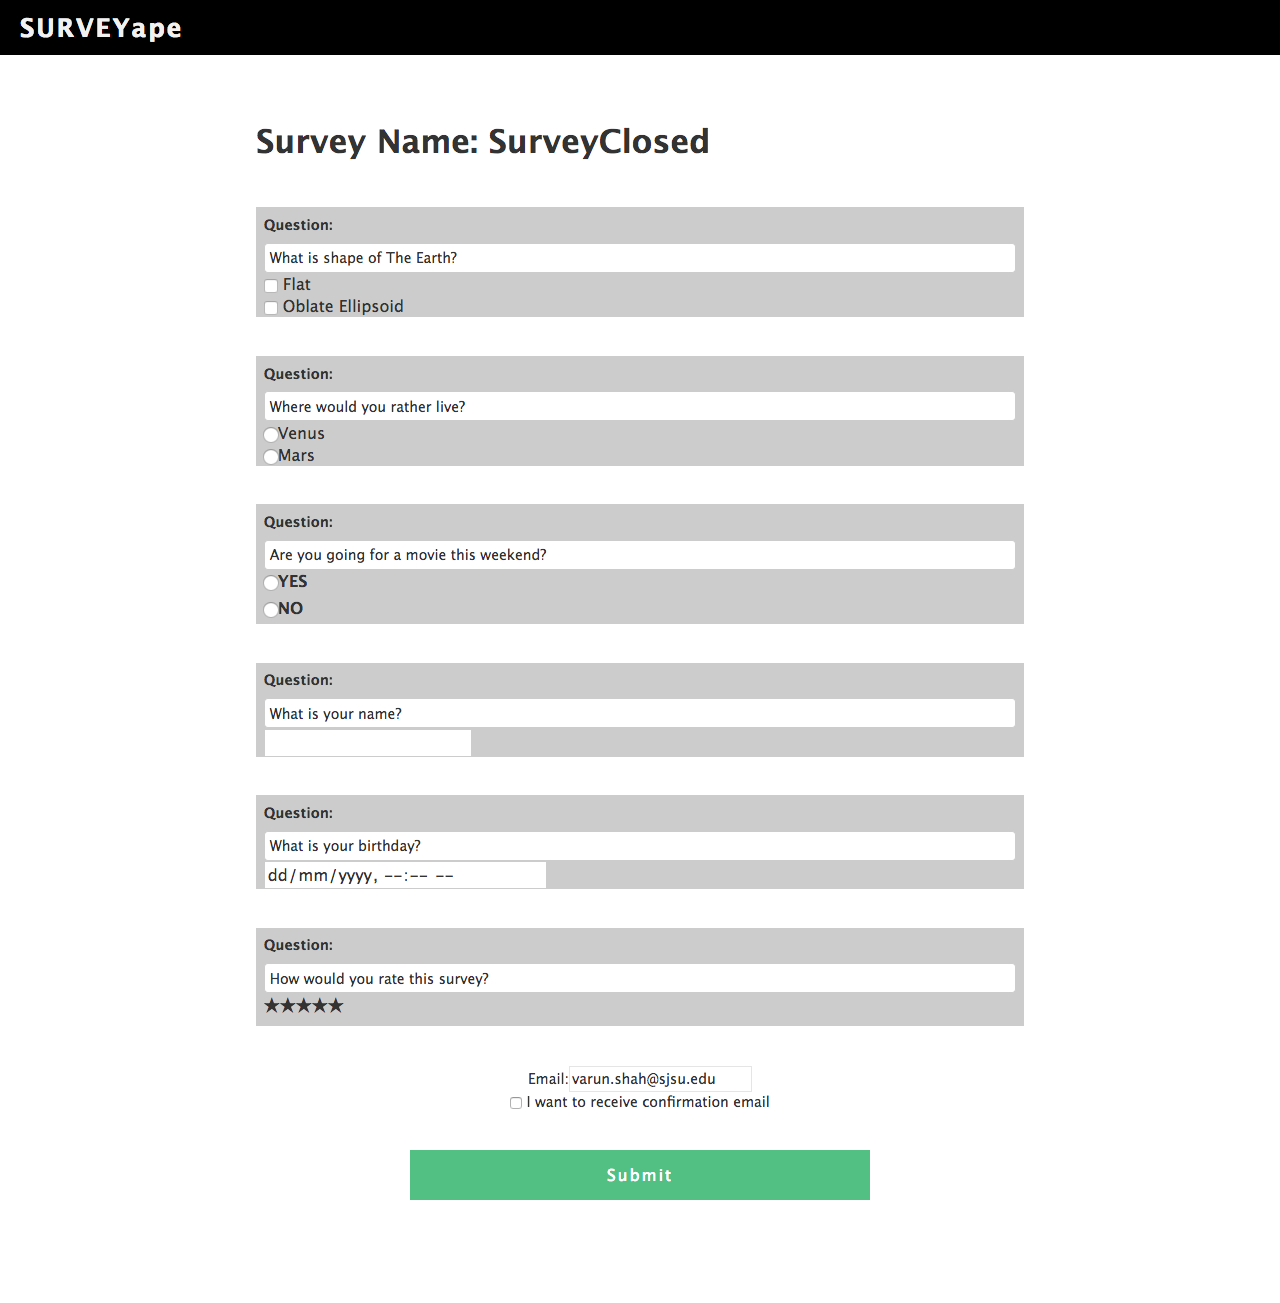 SURVEYape
Survey Name: SurveyClosed
Question:
What is shape of The Earth?
Flat
Oblate Ellipsoid
Question:
Where would you rather live?
Venus
Mars
Question:
Are you going for a movie this weekend?
YES
NO
Question:
What is your name?
Question:
What is your birthday?
dd/mm/yyyy, --:-- --
Question:
How would you rate this survey?
★★★★★
Email: varun.shah@sjsu.edu
I want to receive confirmation email
Submit